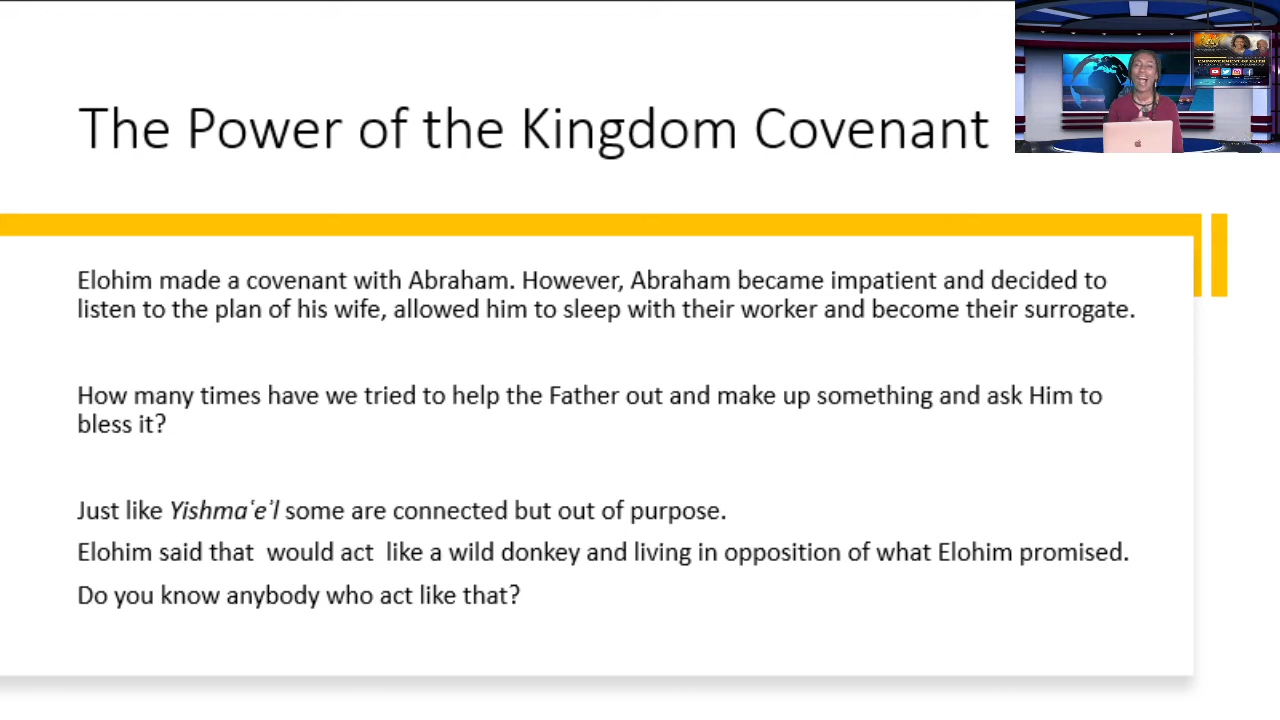 The Power of the Kingdom Covenant
EMPOWERMENT OF FAITH
Elohim made a covenant with Abraham. However, Abraham became impatient and decided to
listen to the plan of his wife, allowed him to sleep with their worker and become their surrogate.
How many times have we tried to help the Father out and make up something and ask Him to
bless it?
Just like Yishmaʿeʾl some are connected but out of purpose.
Elohim said that  would act  like a wild donkey and living in opposition of what Elohim promised.
Do you know anybody who act like that?